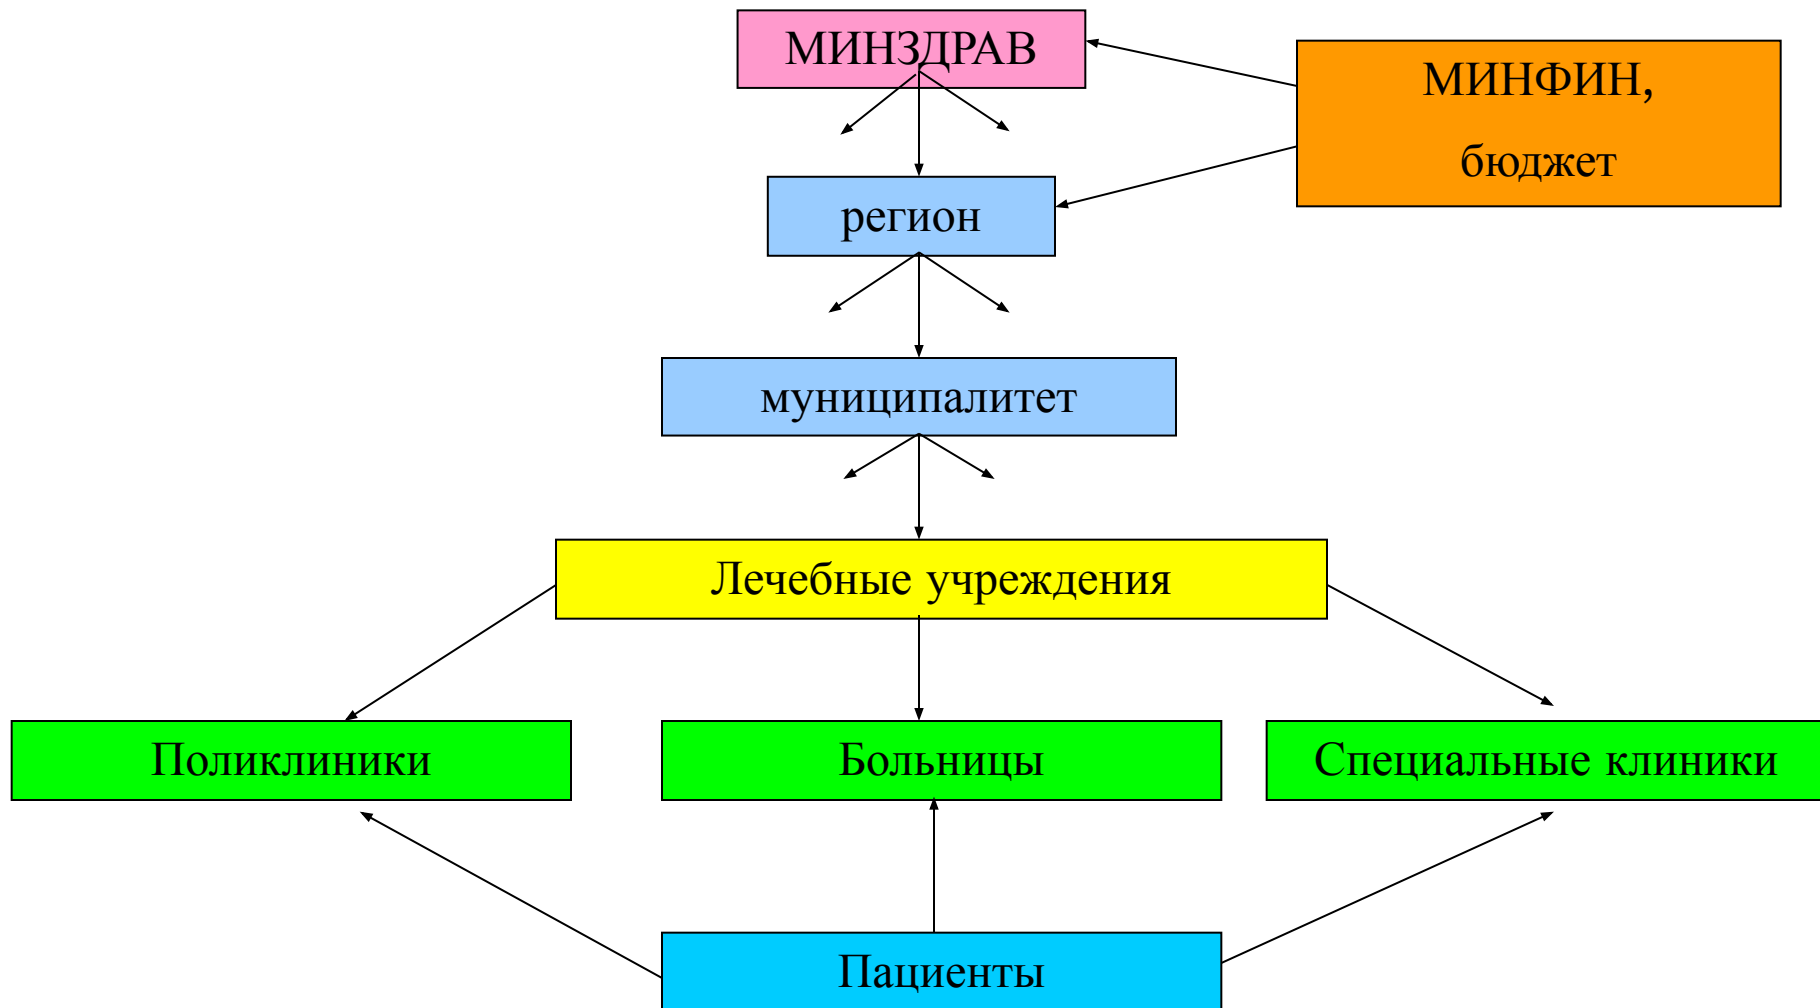 МИНЗДРАВ
МИНФИН,
бюджет
регион
муниципалитет
Лечебные учреждения
Поликлиники
Больницы
Специальные клиники
Пациенты